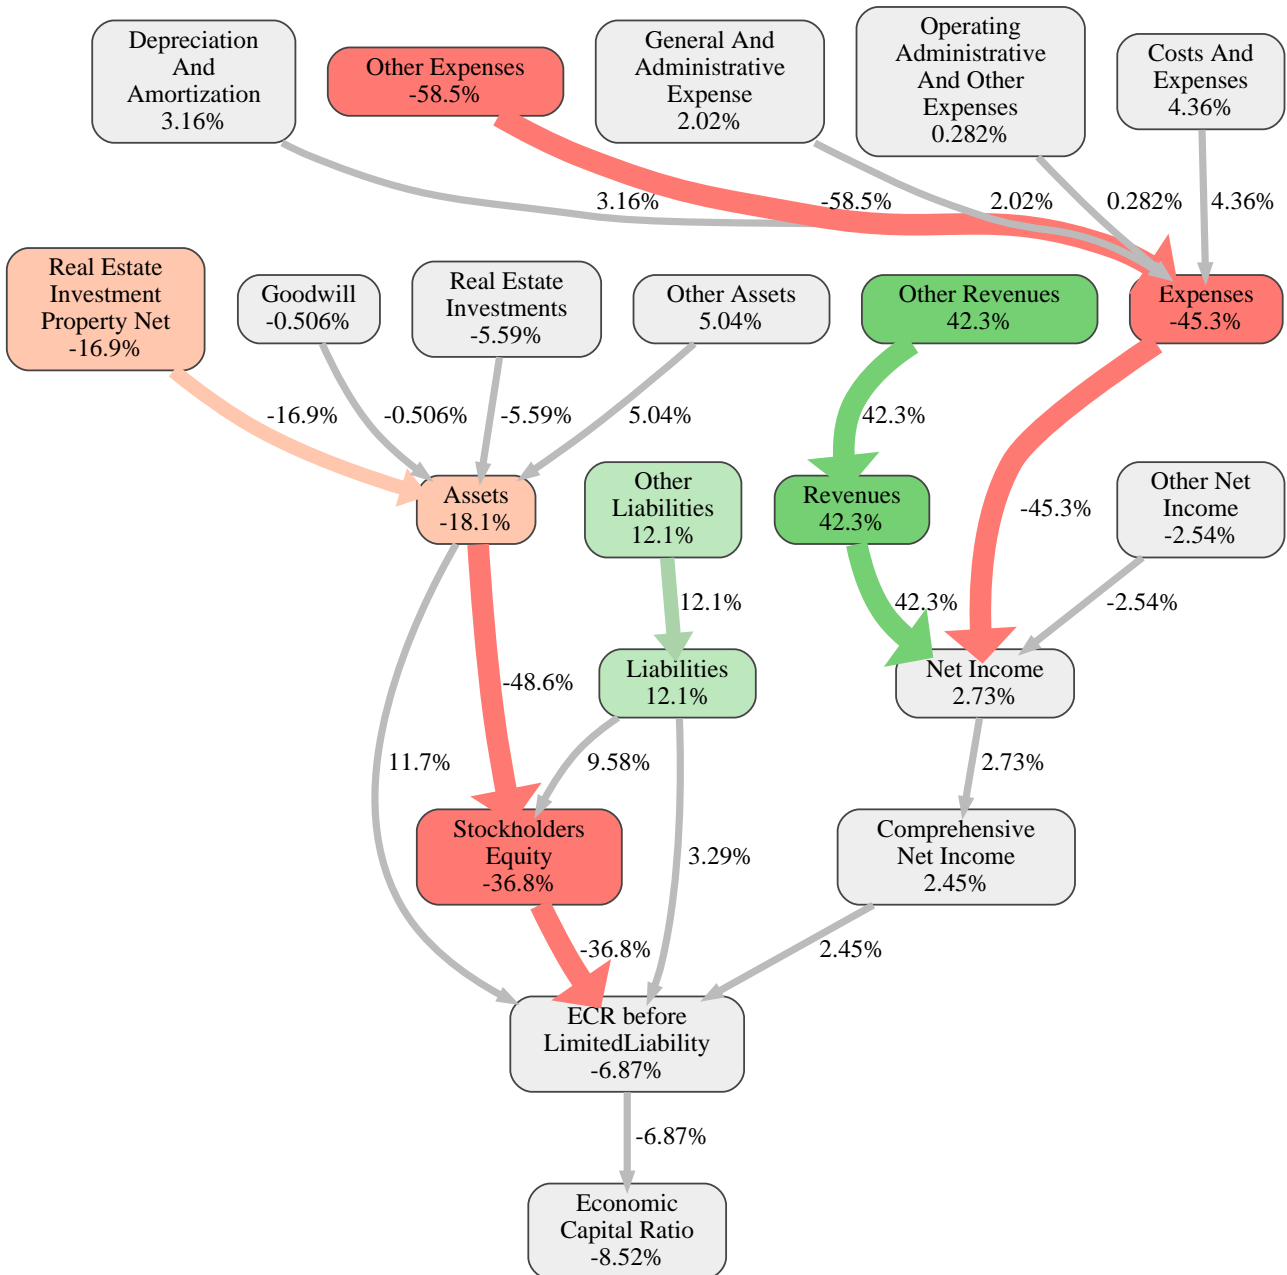 Depreciation
And
Amortization
3.16%
Other Expenses
-58.5%
General And
Administrative
Expense
2.02%
Operating
Administrative
And Other
Expenses
0.282%
Costs And
Expenses
4.36%
3.16%
-58.5%
2.02%
0.282%
4.36%
Real Estate
Investment
Property Net
-16.9%
Goodwill
-0.506%
Real Estate
Investments
-5.59%
Other Assets
5.04%
Other Revenues
42.3%
Expenses
-45.3%
-16.9%
-0.506%
-5.59%
5.04%
42.3%
-45.3%
Assets
-18.1%
Other
Liabilities
12.1%
Revenues
42.3%
Other Net
Income
-2.54%
12.1%
42.3%
-2.54%
-48.6%
Liabilities
12.1%
Net Income
2.73%
11.7%
9.58%
3.29%
2.73%
Stockholders
Equity
-36.8%
Comprehensive
Net Income
2.45%
-36.8%
2.45%
ECR before
LimitedLiability
-6.87%
-6.87%
Economic
Capital Ratio
-8.52%